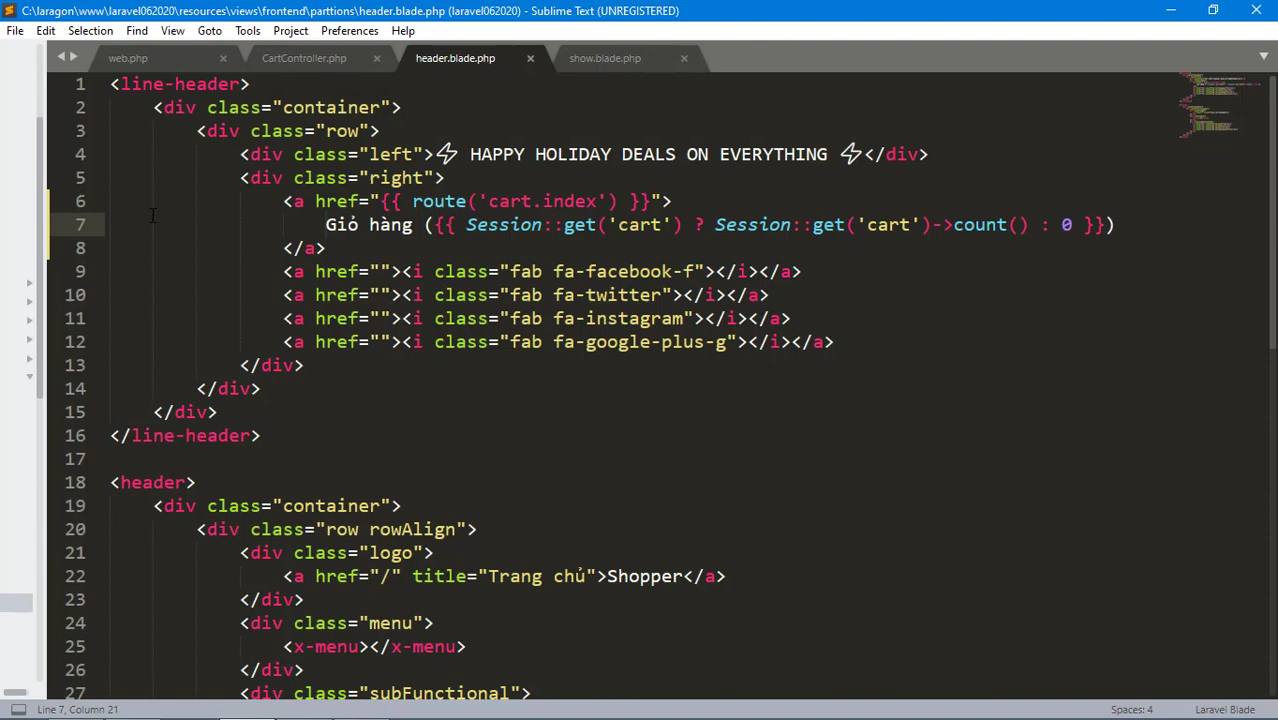 C:\laragon\www\laravel062020\resources\views\frontend\parttions\header.blade.php (laravel062020) - Sublime Text (UNREGISTERED)
File Edit Selection Find View Goto Tools Project Preferences Help
web.php × CartController.php × header.blade.php × show.blade.php ×
1 <line-header>
2 <div class="container">
3 <div class="row">
4 <div class="left">⚡ HAPPY HOLIDAY DEALS ON EVERYTHING ⚡</div>
5 <div class="right">
6 <a href="{{ route('cart.index') }}">
7 Giỏ hàng ({{ Session::get('cart') ? Session::get('cart')->count() : 0 }})
8 </a>
9 <a href=""><i class="fab fa-facebook-f"></i></a>
10 <a href=""><i class="fab fa-twitter"></i></a>
11 <a href=""><i class="fab fa-instagram"></i></a>
12 <a href=""><i class="fab fa-google-plus-g"></i></a>
13 </div>
14 </div>
15 </div>
16 </line-header>
17
18 <header>
19 <div class="container">
20 <div class="row rowAlign">
21 <div class="logo">
22 <a href="/" title="Trang chủ">Shopper</a>
23 </div>
24 <div class="menu">
25 <x-menu></x-menu>
26 </div>
27 <div class="subFunctional">
Line 7, Column 21 Spaces: 4 Laravel Blade